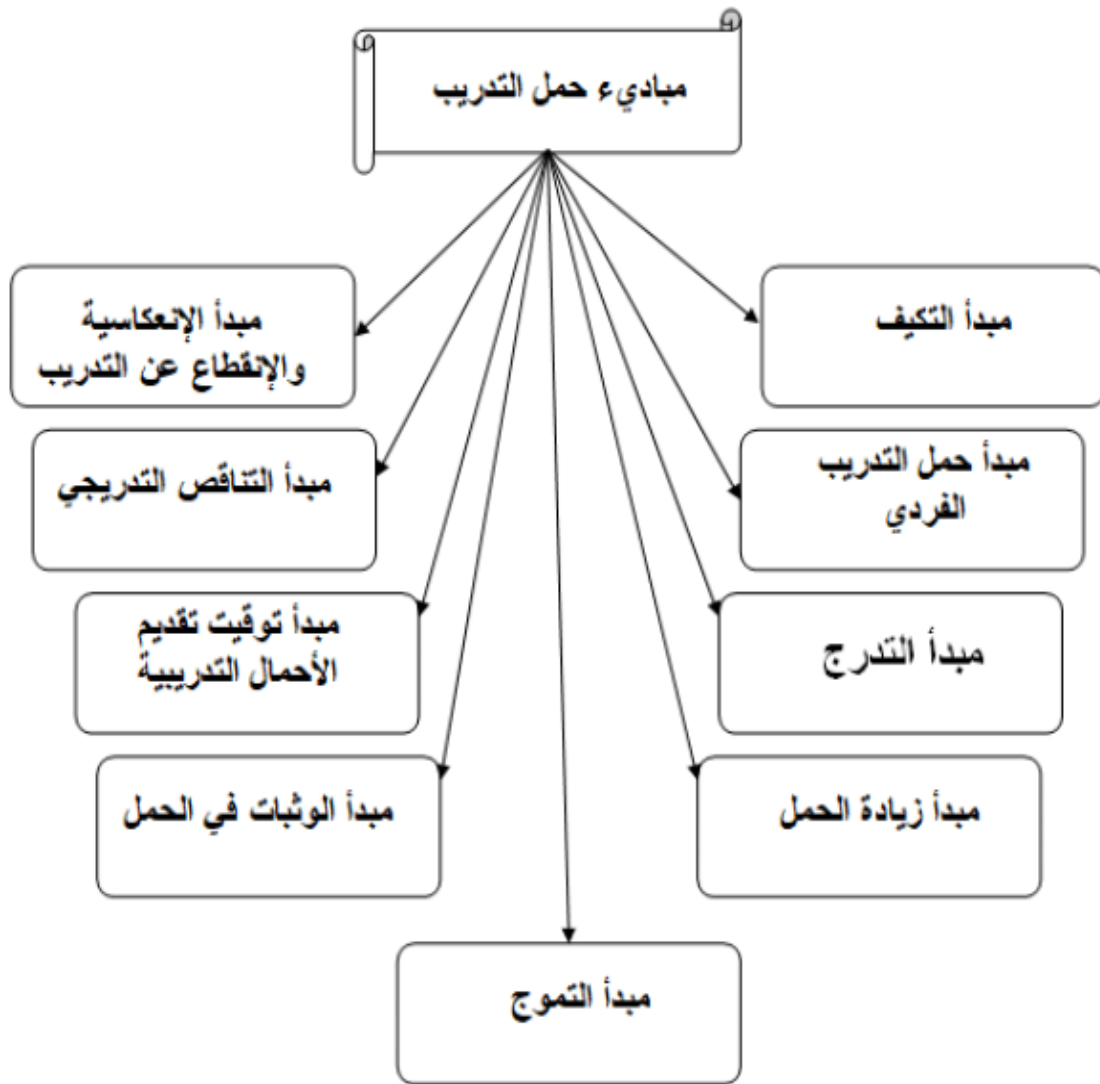 مباديء حمل التدريب
مبدأ التكيف
مبدأ الإنعكاسية
والإنقطاع عن التدريب
مبدأ حمل التدريب
الفردي
مبدأ التناقص التدريجي
مبدأ التدرج
مبدأ توقيت تقديم
الأحمال التدريبية
مبدأ زيادة الحمل
مبدأ الوثبات في الحمل
مبدأ التموج